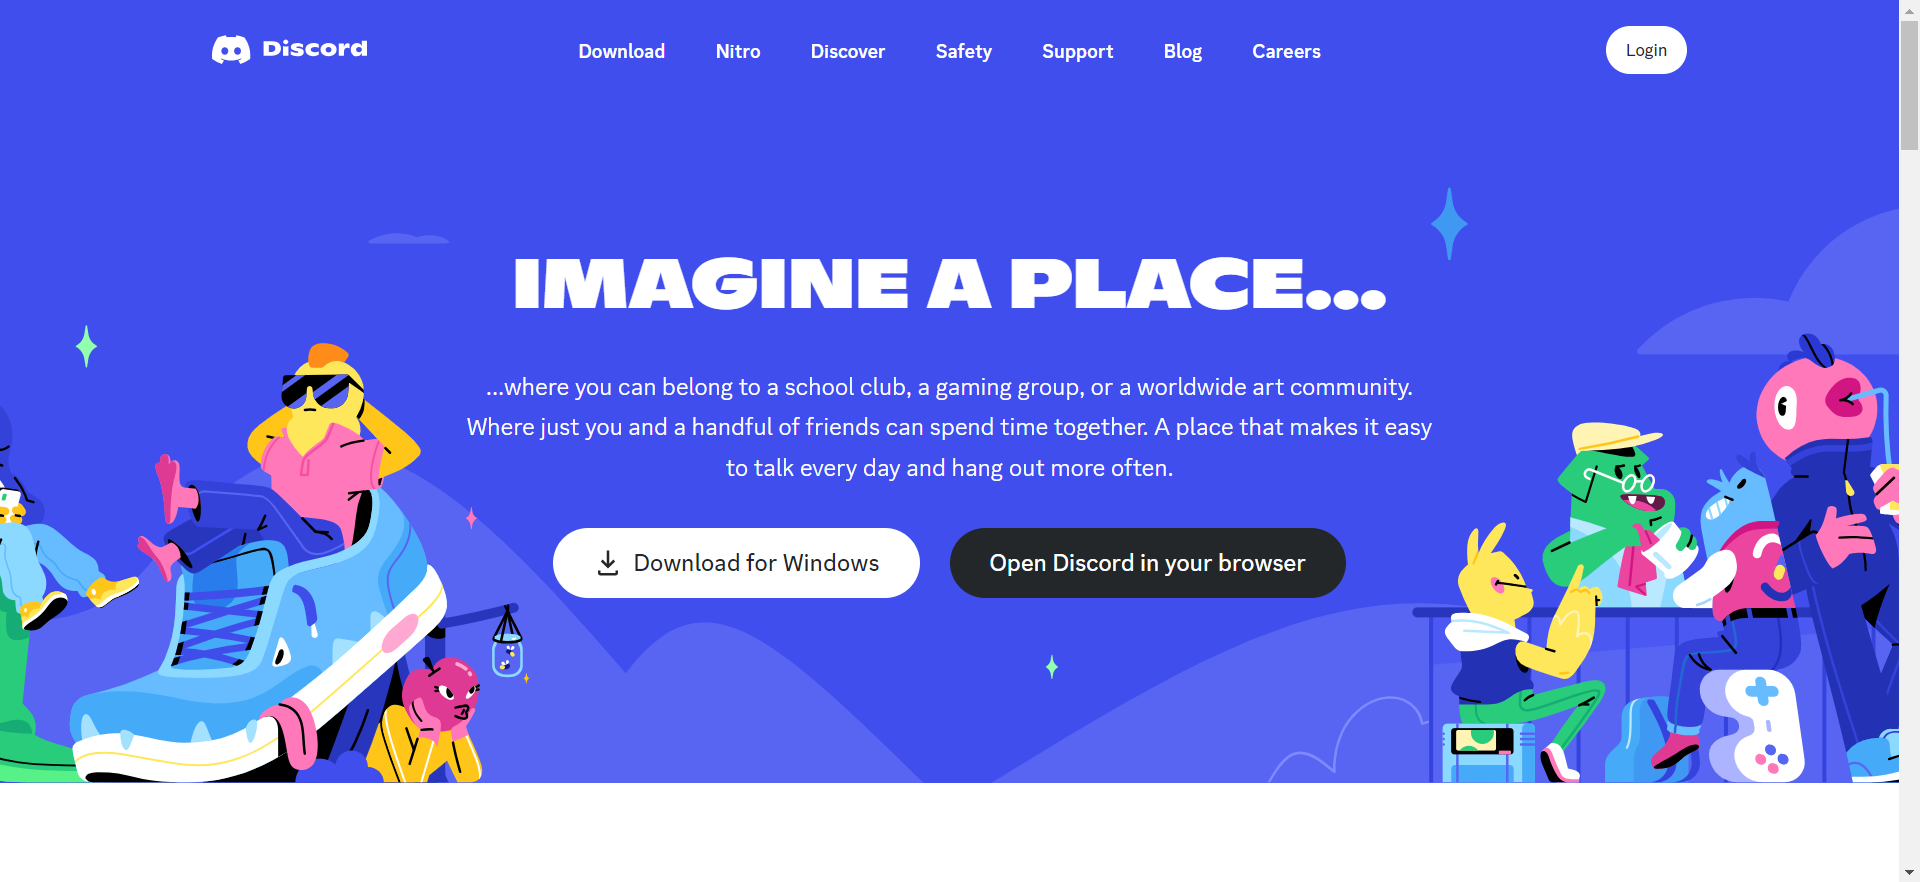 Discord
Download Nitro Discover Safety Support Blog Careers
Login
IMAGINE A PLACE...
...where you can belong to a school club, a gaming group, or a worldwide art community.
Where just you and a handful of friends can spend time together. A place that makes it easy
to talk every day and hang out more often.
Download for Windows
Open Discord in your browser